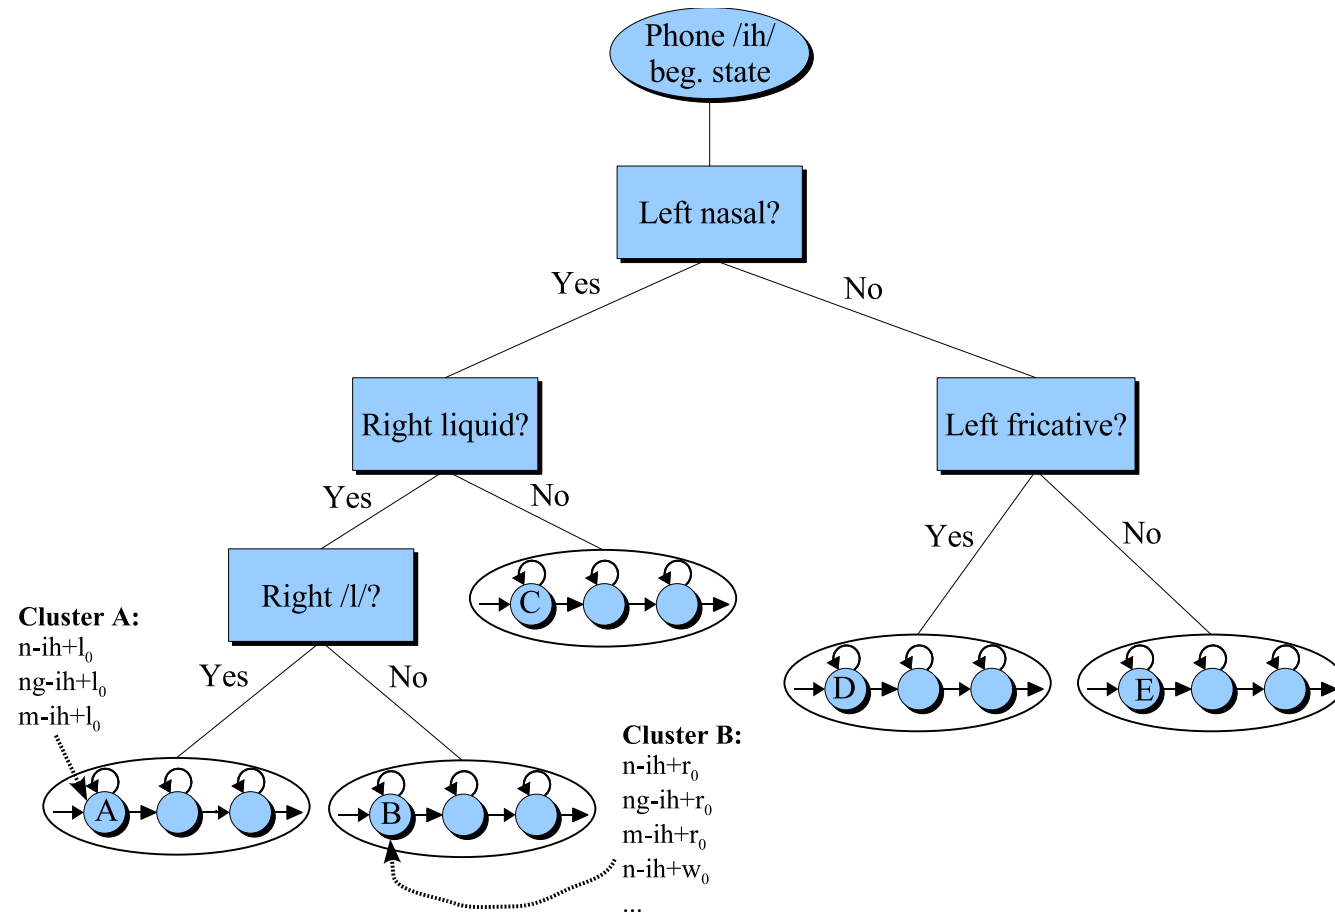 Phone /ih/
beg. state
Left nasal?
Yes
No
Right liquid?
Left fricative?
Yes
No
Yes
No
Right /l/?
C
Cluster A:
n-ih+l₀
ng-ih+l₀
m-ih+l₀
Yes
No
D
E
Cluster B:
n-ih+r₀
ng-ih+r₀
m-ih+r₀
n-ih+w₀
...
A
B